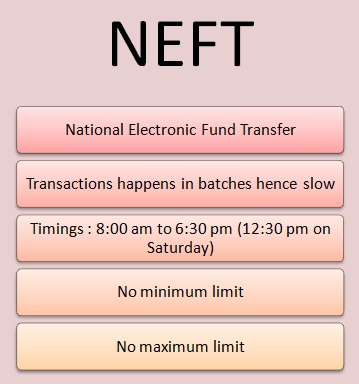 NEFT
National Electronic Fund Transfer
Transactions happens in batches hence slow
Timings : 8:00 am to 6:30 pm (12:30 pm on
Saturday)
No minimum limit
No maximum limit